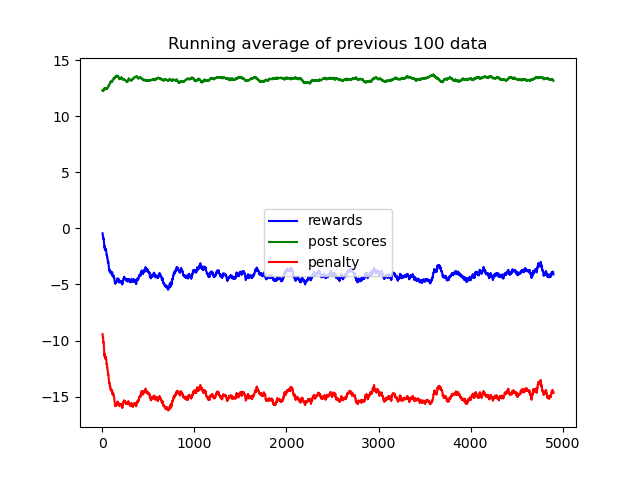 Running average of previous 100 data
15
10
5
0
−5
−10
−15
rewards
post scores
penalty
0 1000 2000 3000 4000 5000